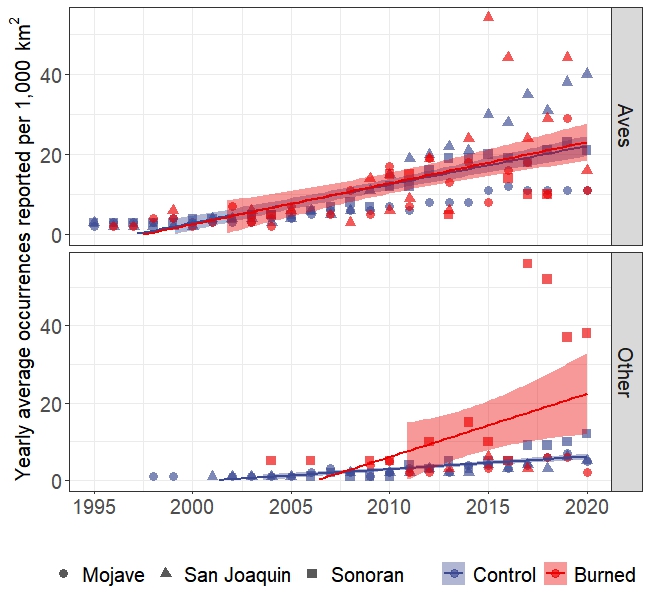 Yearly average occurrences reported per 1,000 km²
40
20
0
Aves
40
20
0
Other
1995 2000 2005 2010 2015 2020
Mojave San Joaquin Sonoran Control Burned